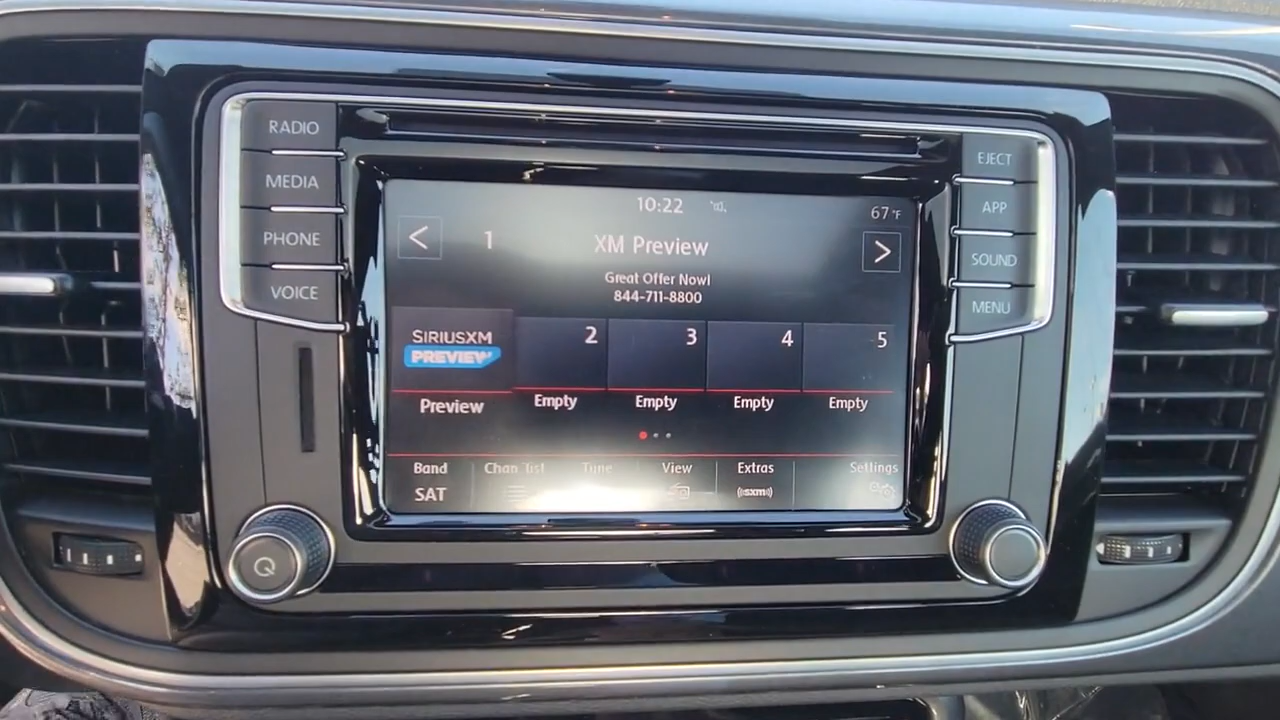 RADIO
MEDIA
PHONE
VOICE
EJECT
APP
SOUND
MENU
10:22
67°F
< 1 XM Preview >
Great Offer Now!
844-711-8800
SIRIUSXM
PREVIEW
2 3 4 5
Preview Empty Empty Empty Empty
Band Chan. list Tune View Extras Settings
SAT
((sxm))